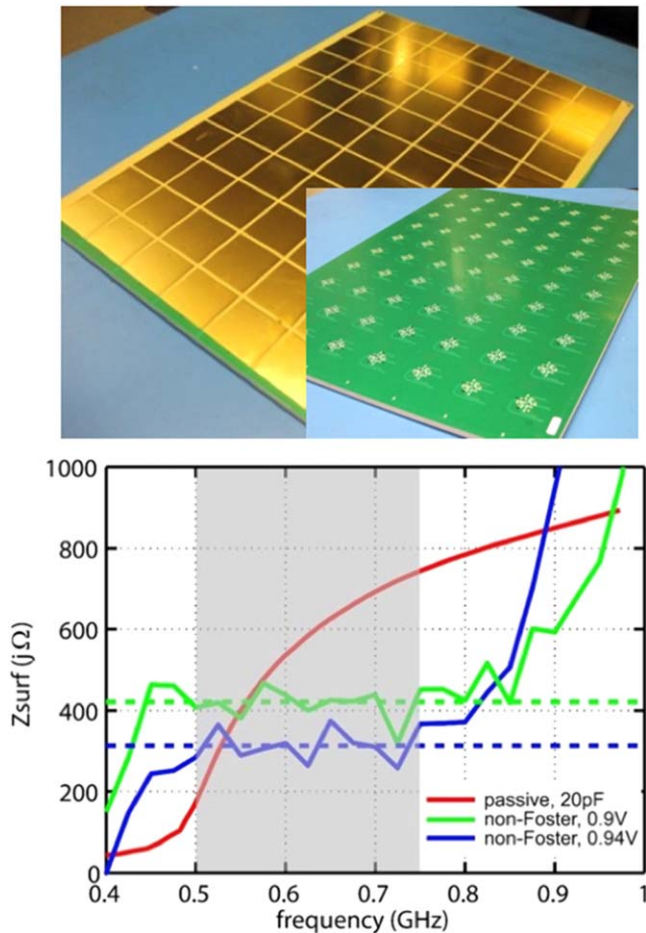 1000
800
600
400
200
0
Zsurf (jΩ)
passive, 20pF
non-Foster, 0.9V
non-Foster, 0.94V
0.4 0.5 0.6 0.7 0.8 0.9 1
frequency (GHz)